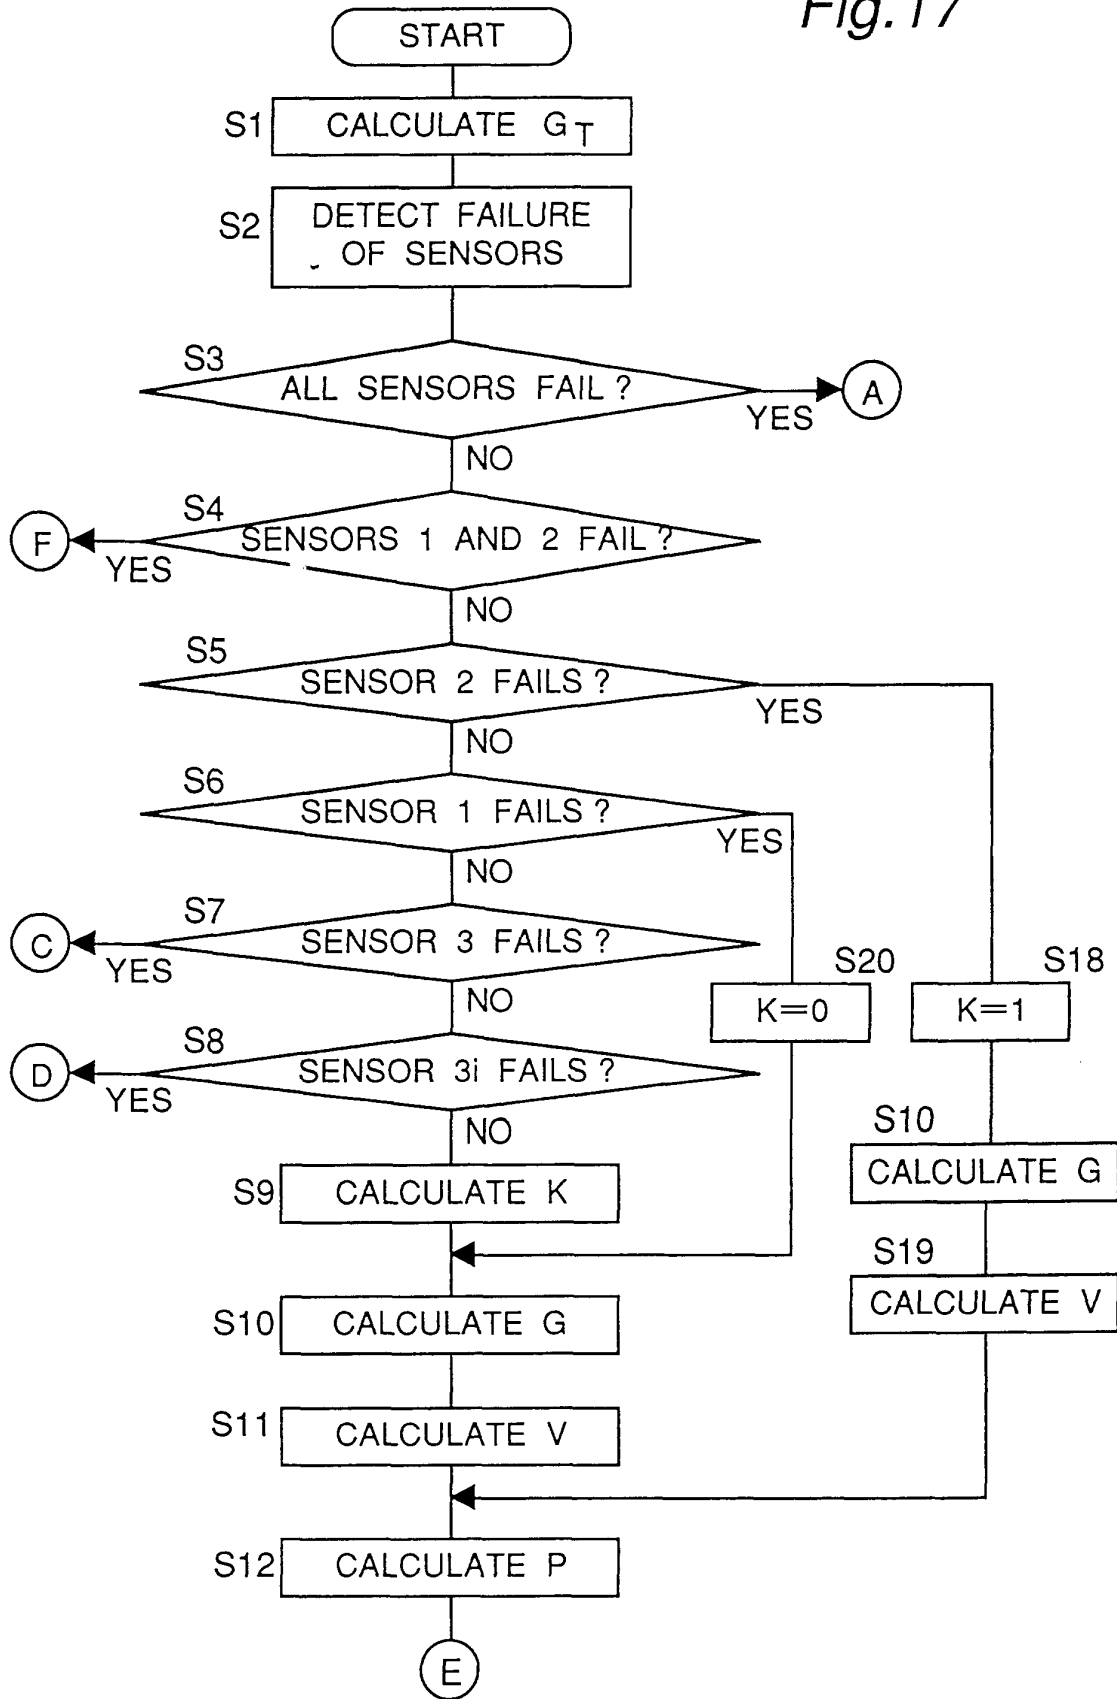 Fig.17
START
S1
CALCULATE GT
S2
DETECT FAILURE
OF SENSORS
S3
ALL SENSORS FAIL ?
YES
A
NO
S4
SENSORS 1 AND 2 FAIL ?
F
YES
NO
S5
SENSOR 2 FAILS ?
YES
NO
S6
SENSOR 1 FAILS ?
YES
NO
S7
SENSOR 3 FAILS ?
C
YES
NO
S20
K=0
S18
K=1
S8
SENSOR 3i FAILS ?
D
YES
NO
S10
CALCULATE G
S9
CALCULATE K
S19
CALCULATE V
S10
CALCULATE G
S11
CALCULATE V
S12
CALCULATE P
E